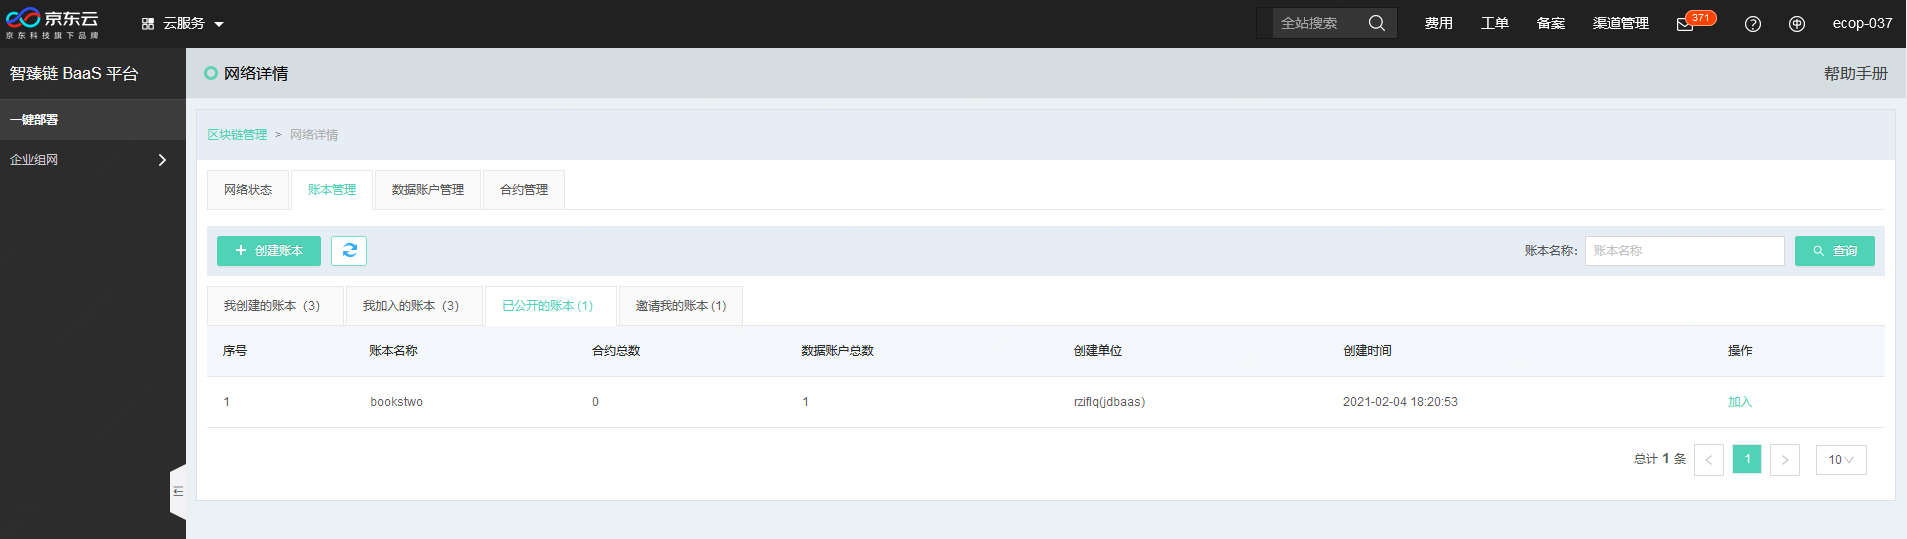 京东云
京东科技旗下品牌
云服务
全站搜索
费用
工单
备案
渠道管理
371
ecop-037
智臻链 BaaS 平台
一键部署
企业组网
网络详情
帮助手册
区块链管理 > 网络详情
网络状态
账本管理
数据账户管理
合约管理
+ 创建账本
账本名称:
账本名称
查询
我创建的账本（3）
我加入的账本（3）
已公开的账本 (1)
邀请我的账本 (1)
序号 账本名称 合约总数 数据账户总数 创建单位 创建时间 操作
1 bookstwo 0 1 rziflq(jdbaas) 2021-02-04 18:20:53 加入
总计 1 条 < 1 > 10